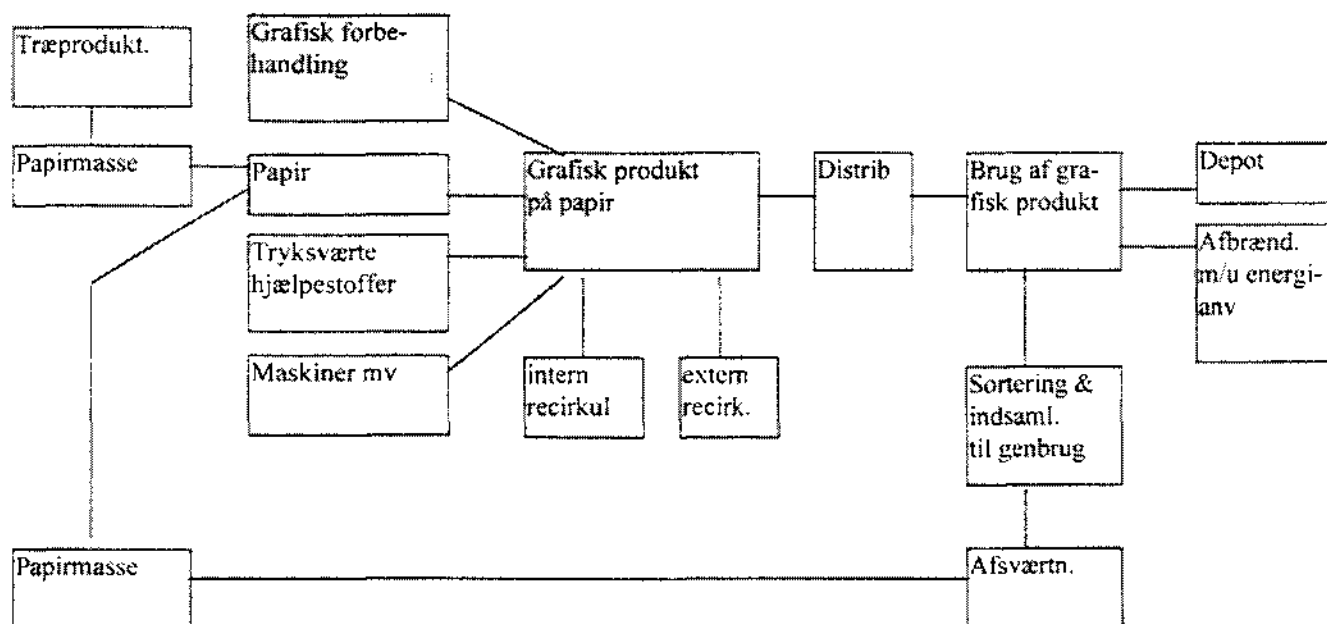 Træprodukt.
Grafisk forbe-
handling
Papirmasse
Papir
Grafisk produkt
på papir
Distrib
Brug af gra-
fisk produkt
Depot
Tryksværte
hjælpestoffer
Afbrænd.
m/u energi-
anv
Maskiner mv
intern
recirkul
extern
recirk.
Sortering &
indsaml.
til genbrug
Papirmasse
Afsværtn.